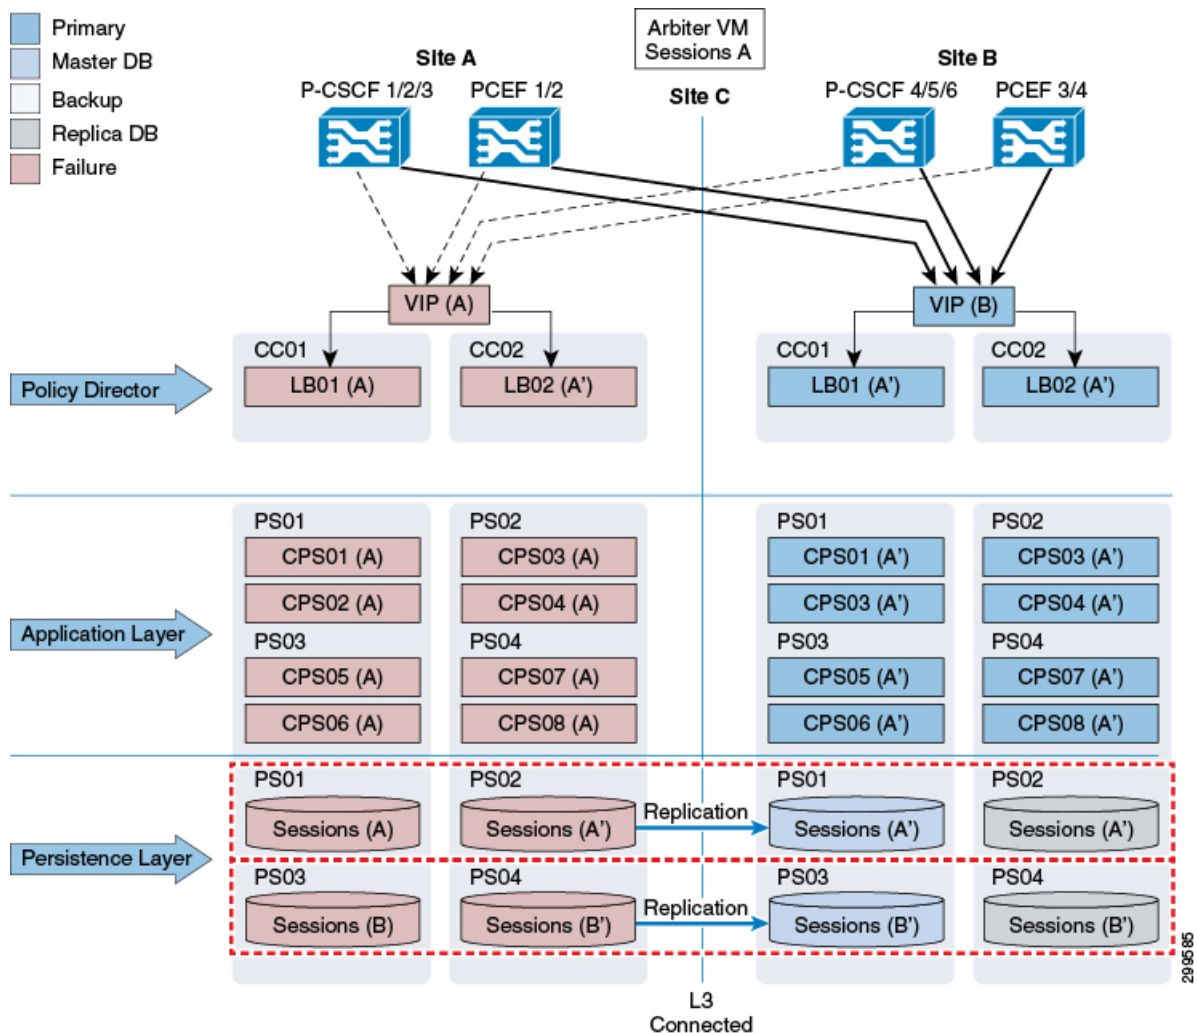 Primary
Master DB
Backup
Replica DB
Failure
Arbiter VM
Sessions A
Site A
Site C
Site B
P-CSCF 1/2/3
PCEF 1/2
P-CSCF 4/5/6
PCEF 3/4
VIP (A)
VIP (B)
Policy Director
CC01
CC02
CC01
CC02
LB01 (A)
LB02 (A')
LB01 (A')
LB02 (A')
Application Layer
PS01
PS02
PS01
PS02
CPS01 (A)
CPS03 (A)
CPS01 (A')
CPS03 (A')
CPS02 (A)
CPS04 (A)
CPS03 (A')
CPS04 (A')
PS03
PS04
PS03
PS04
CPS05 (A)
CPS07 (A)
CPS05 (A')
CPS07 (A')
CPS06 (A)
CPS08 (A)
CPS06 (A')
CPS08 (A')
Persistence Layer
PS01
PS02
PS01
PS02
Sessions (A)
Sessions (A')
Replication
Sessions (A')
Sessions (A')
PS03
PS04
PS03
PS04
Sessions (B)
Sessions (B')
Replication
Sessions (B')
Sessions (B')
L3
Connected
299585